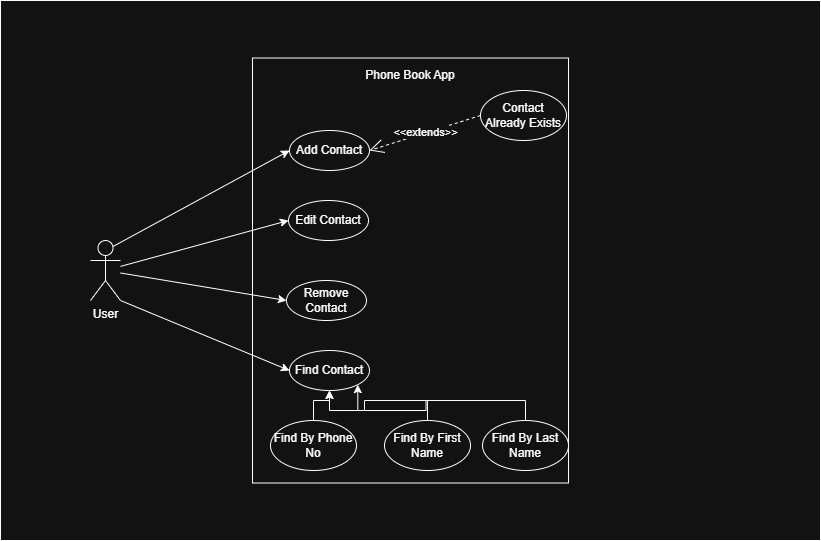 Phone Book App
Contact
Already Exists
<<extends>>
Add Contact
Edit Contact
Remove
Contact
User
Find Contact
Find By Phone
No
Find By First
Name
Find By Last
Name